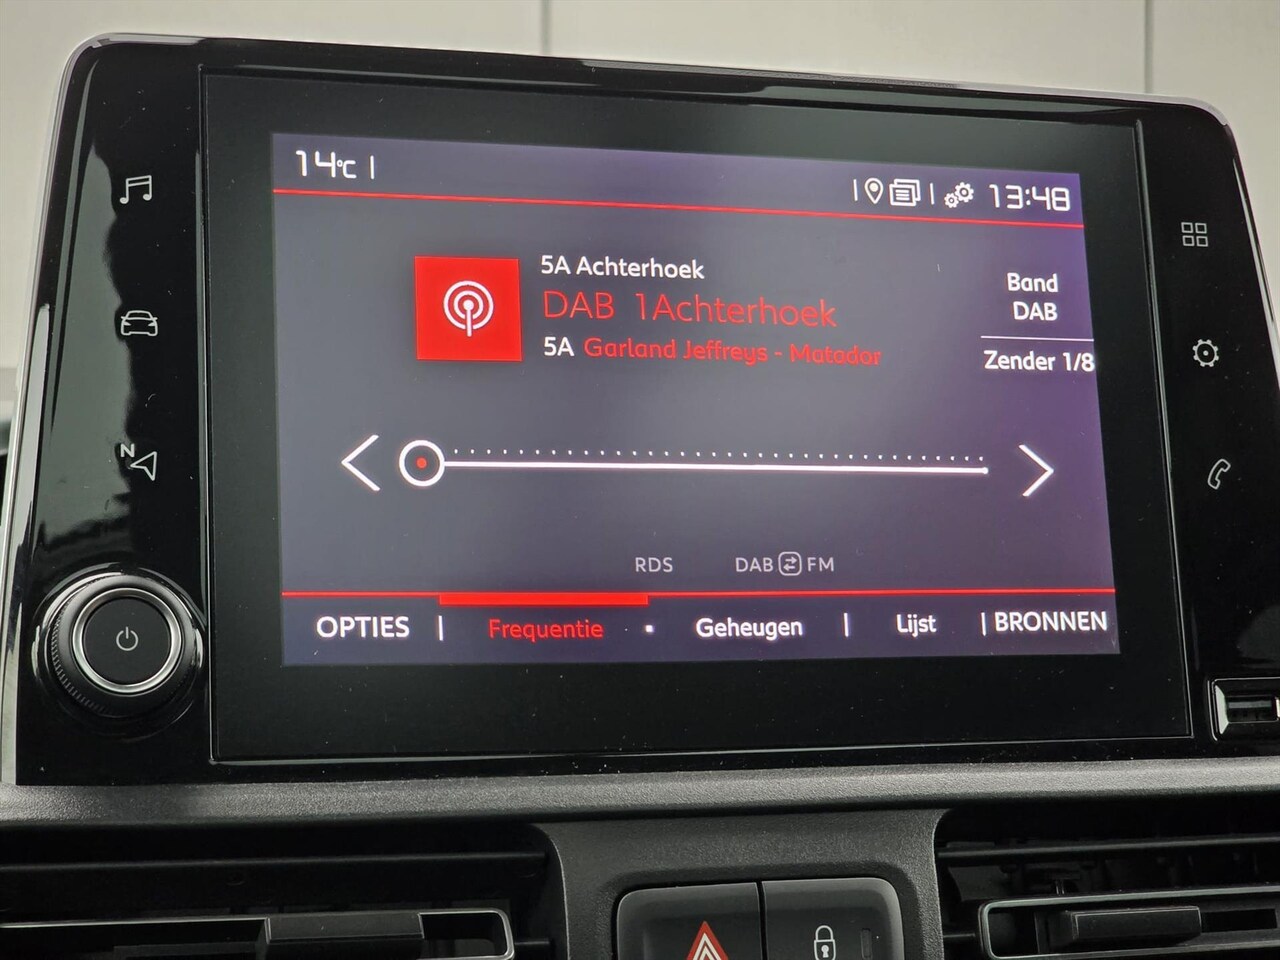 14°C |
| | 13:48
5A Achterhoek
DAB 1Achterhoek
5A Garland Jeffreys - Matador
Band
DAB
Zender 1/8
N
RDS
DAB FM
OPTIES | Frequentie Geheugen | Lijst | BRONNEN